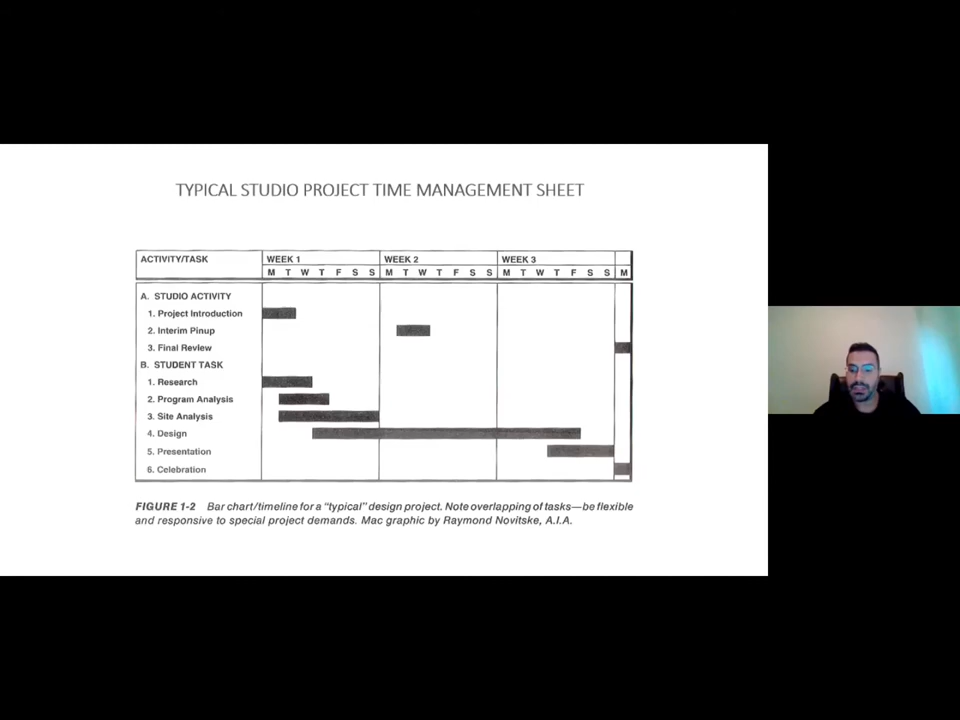 TYPICAL STUDIO PROJECT TIME MANAGEMENT SHEET
ACTIVITY/TASK WEEK 1 WEEK 2 WEEK 3
M T W T F S S M T W T F S S M T W T F S S M
A. STUDIO ACTIVITY
1. Project Introduction
2. Interim Pinup
3. Final Review
B. STUDENT TASK
1. Research
2. Program Analysis
3. Site Analysis
4. Design
5. Presentation
6. Celebration
FIGURE 1-2 Bar chart/timeline for a “typical” design project. Note overlapping of tasks—be flexible
and responsive to special project demands. Mac graphic by Raymond Novitske, A.I.A.